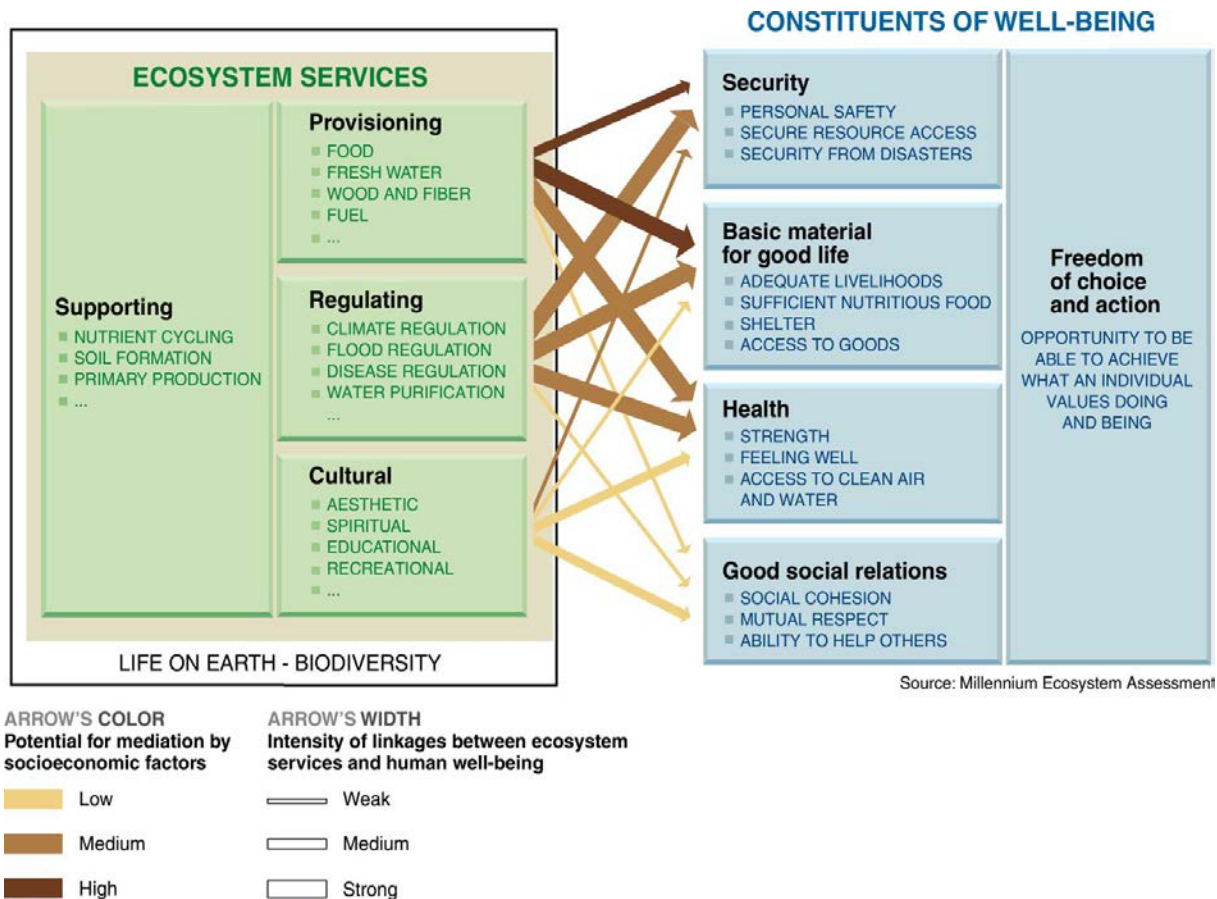 CONSTITUENTS OF WELL-BEING
ECOSYSTEM SERVICES
Supporting
NUTRIENT CYCLING
SOIL FORMATION
PRIMARY PRODUCTION
...
Provisioning
FOOD
FRESH WATER
WOOD AND FIBER
FUEL
...
Regulating
CLIMATE REGULATION
FLOOD REGULATION
DISEASE REGULATION
WATER PURIFICATION
...
Cultural
AESTHETIC
SPIRITUAL
EDUCATIONAL
RECREATIONAL
...
LIFE ON EARTH - BIODIVERSITY
Security
PERSONAL SAFETY
SECURE RESOURCE ACCESS
SECURITY FROM DISASTERS
Basic material
for good life
ADEQUATE LIVELIHOODS
SUFFICIENT NUTRITIOUS FOOD
SHELTER
ACCESS TO GOODS
Health
STRENGTH
FEELING WELL
ACCESS TO CLEAN AIR
AND WATER
Good social relations
SOCIAL COHESION
MUTUAL RESPECT
ABILITY TO HELP OTHERS
Freedom
of choice
and action
OPPORTUNITY TO BE
ABLE TO ACHIEVE
WHAT AN INDIVIDUAL
VALUES DOING
AND BEING
Source: Millennium Ecosystem Assessment
ARROW'S COLOR
Potential for mediation by
socioeconomic factors
Low
Medium
High
ARROW'S WIDTH
Intensity of linkages between ecosystem
services and human well-being
Weak
Medium
Strong